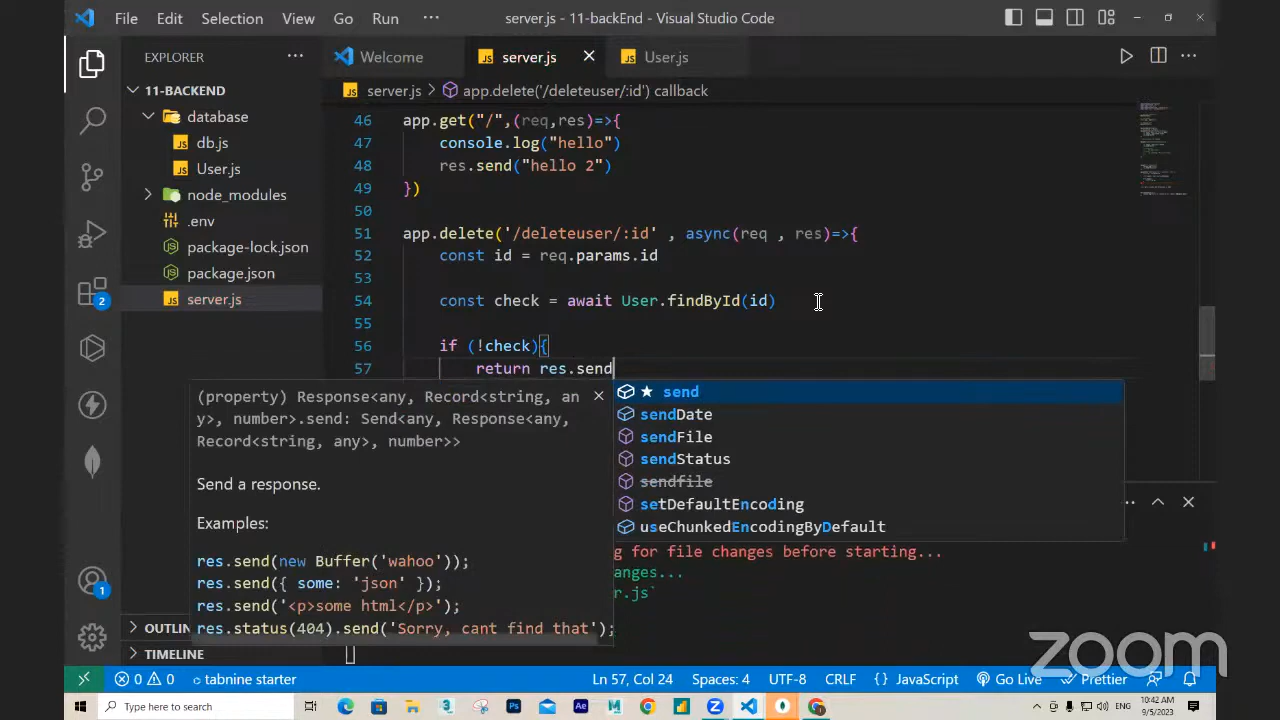 File Edit Selection View Go Run ··· server.js - 11-backEnd - Visual Studio Code
EXPLORER ···
Welcome server.js User.js
11-BACKEND
database
db.js
User.js
node_modules
.env
package-lock.json
package.json
server.js
OUTLIN
TIMELINE
server.js > app.delete('/deleteuser/:id') callback
46 app.get("/",(req,res)=>{
47 console.log("hello")
48 res.send("hello 2")
49 })
50
51 app.delete('/deleteuser/:id' , async(req , res)=>{
52 const id = req.params.id
53
54 const check = await User.findById(id)
55
56 if (!check){
57 return res.send
(property) Response<any, Record<string, an
y>, number>.send: Send<any, Response<any,
Record<string, any>, number>>
Send a response.
Examples:
res.send(new Buffer('wahoo'));
res.send({ some: 'json' });
res.send('<p>some html</p>');
res.status(404).send('Sorry, cant find that');
send
sendDate
sendFile
sendStatus
sendfile
setDefaultEncoding
useChunkedEncodingByDefault
g for file changes before starting...
anges...
r.js`
2
1
zoom
0 0 tabnine starter Ln 57, Col 24 Spaces: 4 UTF-8 CRLF {} JavaScript Go Live Prettier
Type here to search ENG 10:42 AM
9/5/2023